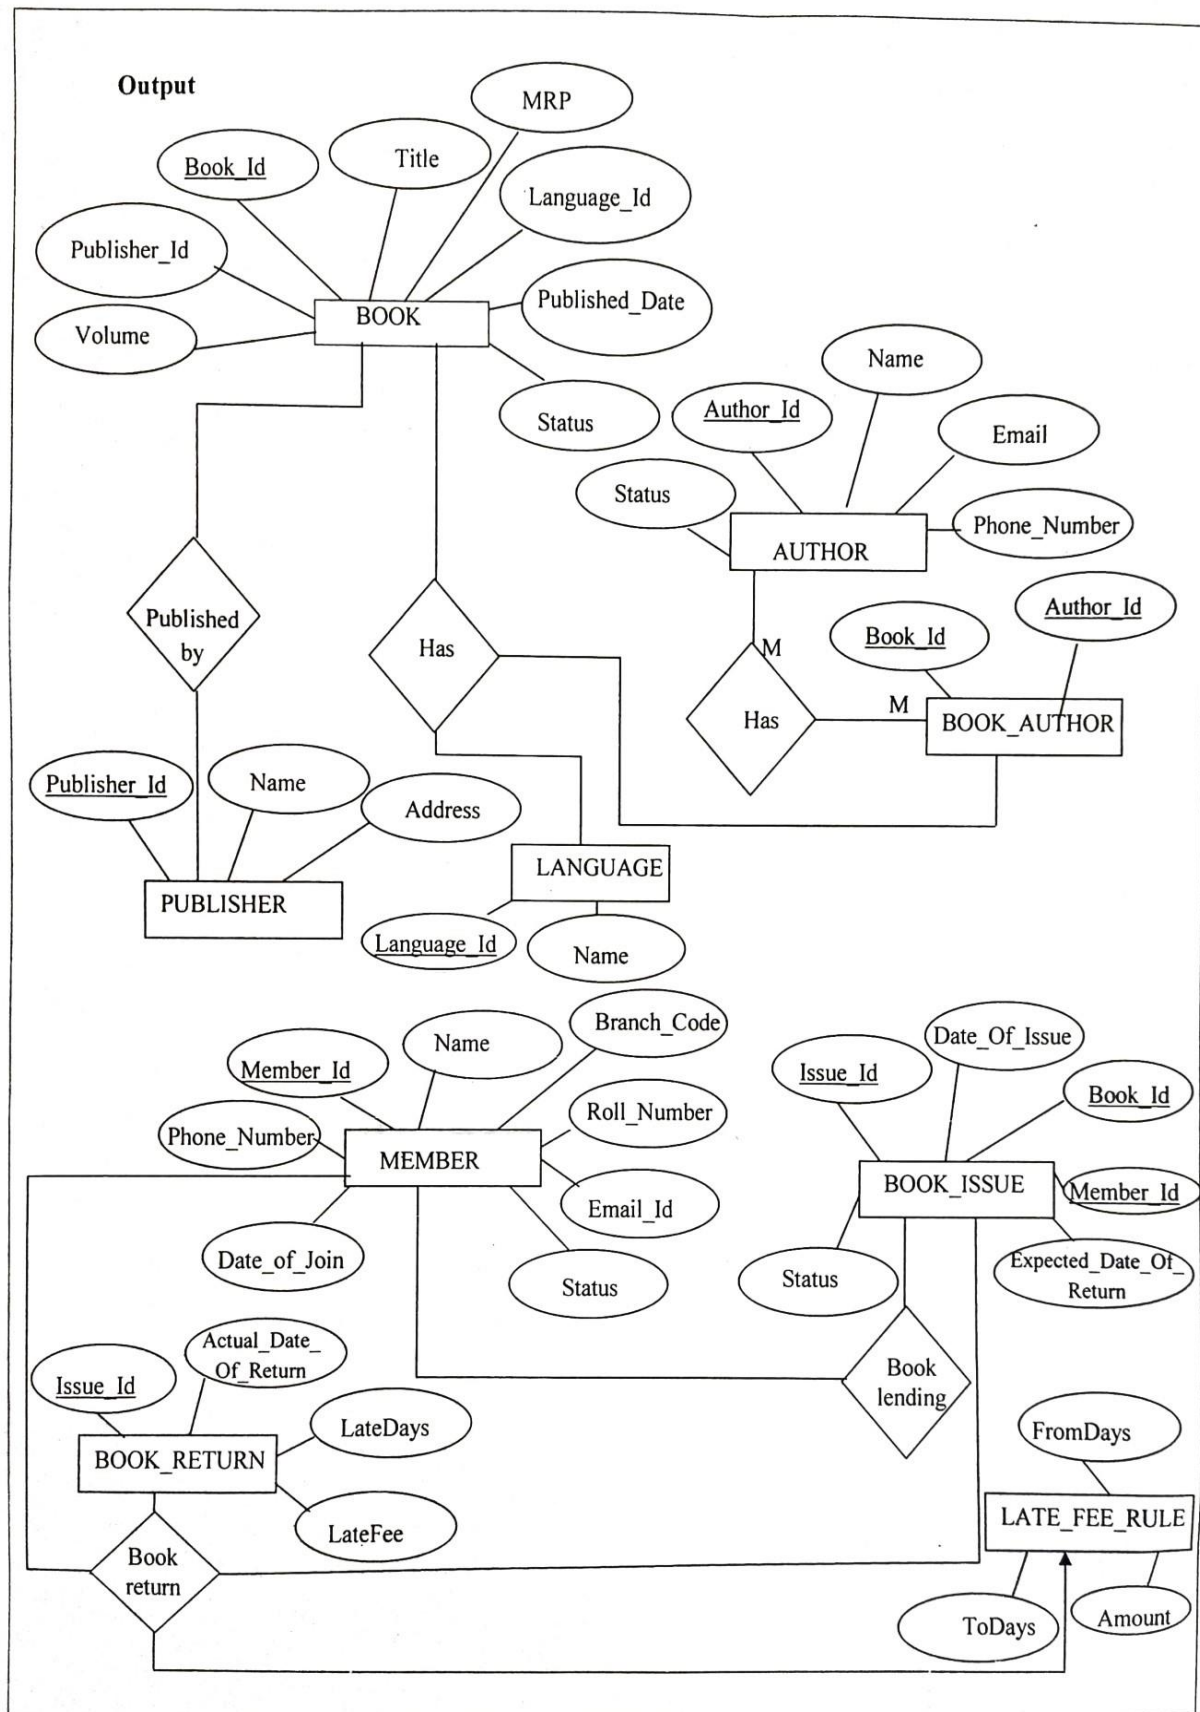 Output
MRP
Book_Id
Title
Language_Id
Publisher_Id
Published_Date
Volume
BOOK
Status
Name
Author_Id
Email
Status
Phone_Number
AUTHOR
Published
by
Has
M
Author_Id
Book_Id
M
Has
BOOK_AUTHOR
Publisher_Id
Name
Address
LANGUAGE
PUBLISHER
Language_Id
Name
Branch_Code
Name
Date_Of_Issue
Member_Id
Issue_Id
Book_Id
Phone_Number
Roll_Number
MEMBER
BOOK_ISSUE
Member_Id
Email_Id
Date_of_Join
Status
Status
Expected_Date_Of_
Return
Actual_Date_
Of_Return
Issue_Id
Book
lending
LateDays
FromDays
BOOK_RETURN
LATE_FEE_RULE
LateFee
Book
return
ToDays
Amount